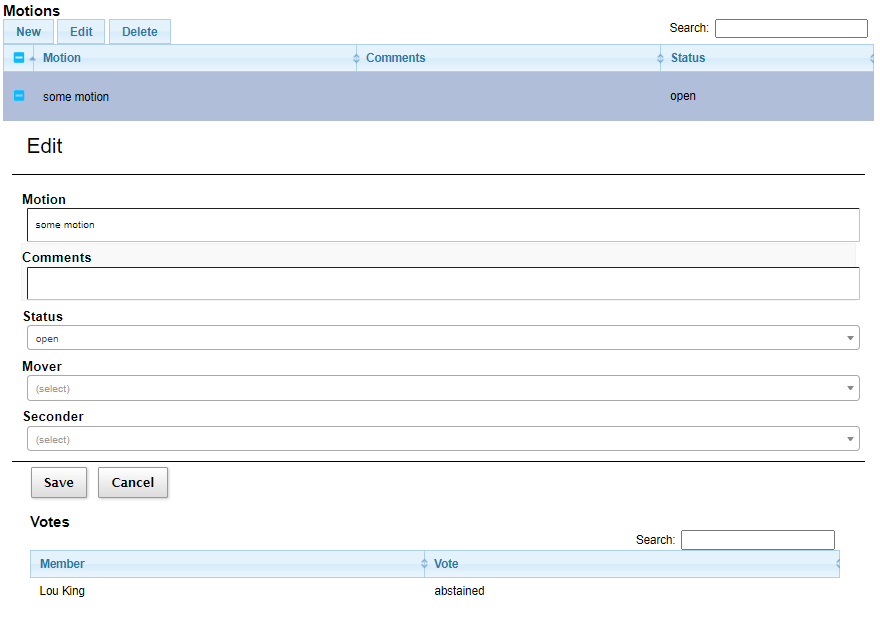 Motions
New Edit Delete Search:
Motion Comments Status
some motion open
Edit
Motion
some motion
Comments
Status
open
Mover
(select)
Seconder
(select)
Save Cancel
Votes
Search:
Member Vote
Lou King abstained